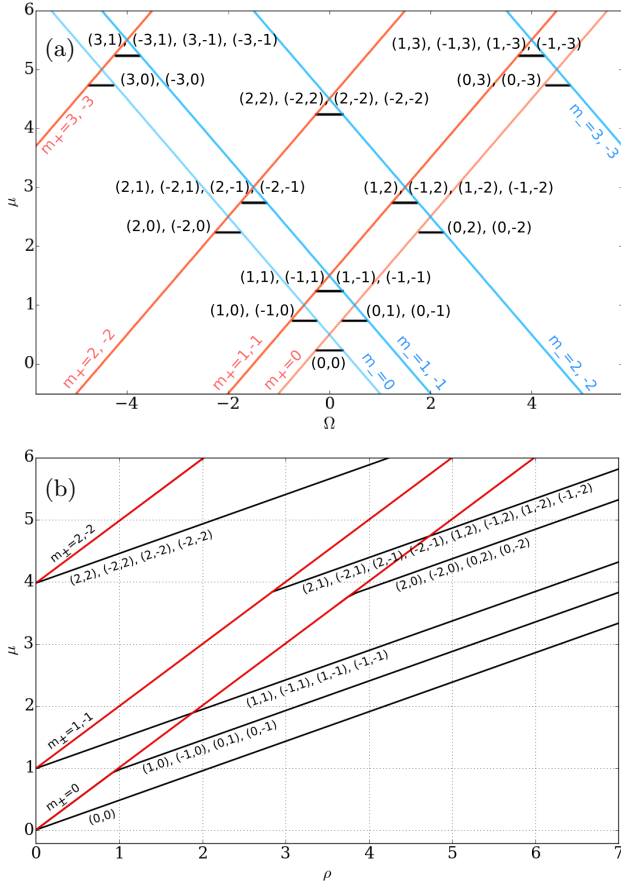 (a)
6
5
4
3
2
1
0
μ
(3,1), (-3,1), (3,-1), (-3,-1)
(1,3), (-1,3), (1,-3), (-1,-3)
(3,0), (-3,0)
(0,3), (0,-3)
(2,2), (-2,2), (2,-2), (-2,-2)
m₊=3, -3
m₋=3, -3
(2,1), (-2,1), (2,-1), (-2,-1)
(1,2), (-1,2), (1,-2), (-1,-2)
(2,0), (-2,0)
(0,2), (0,-2)
(1,1), (-1,1), (1,-1), (-1,-1)
(1,0), (-1,0)
(0,1), (0,-1)
(0,0)
m₊=2, -2
m₊=1,-1
m₊=0
m₋=0
m₋=1, -1
m₋=2, -2
−4 −2 0 2 4
Ω
(b)
6
5
4
3
2
1
0
μ
m±=2,-2
(2,2), (-2,2), (2,-2), (-2,-2)
(2,1), (-2,1), (2,-1), (-2,-1), (1,2), (-1,2), (1,-2), (-1,-2)
(2,0), (-2,0), (0,2), (0,-2)
m±=1,-1
(1,1), (-1,1), (1,-1), (-1,-1)
(1,0), (-1,0), (0,1), (0,-1)
m±=0
(0,0)
0 1 2 3 4 5 6 7
ρ